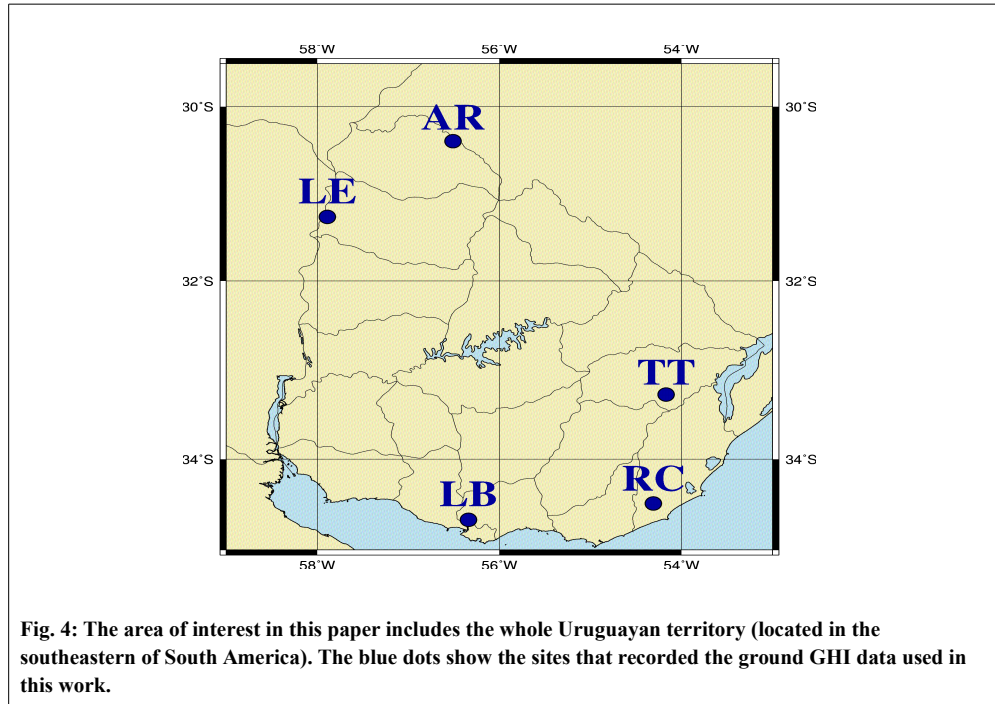 58°W 56°W 54°W
30°S 30°S
AR
LE
32°S 32°S
TT
34°S 34°S
RC
LB
58°W 56°W 54°W
Fig. 4: The area of interest in this paper includes the whole Uruguayan territory (located in the
southeastern of South America). The blue dots show the sites that recorded the ground GHI data used in
this work.